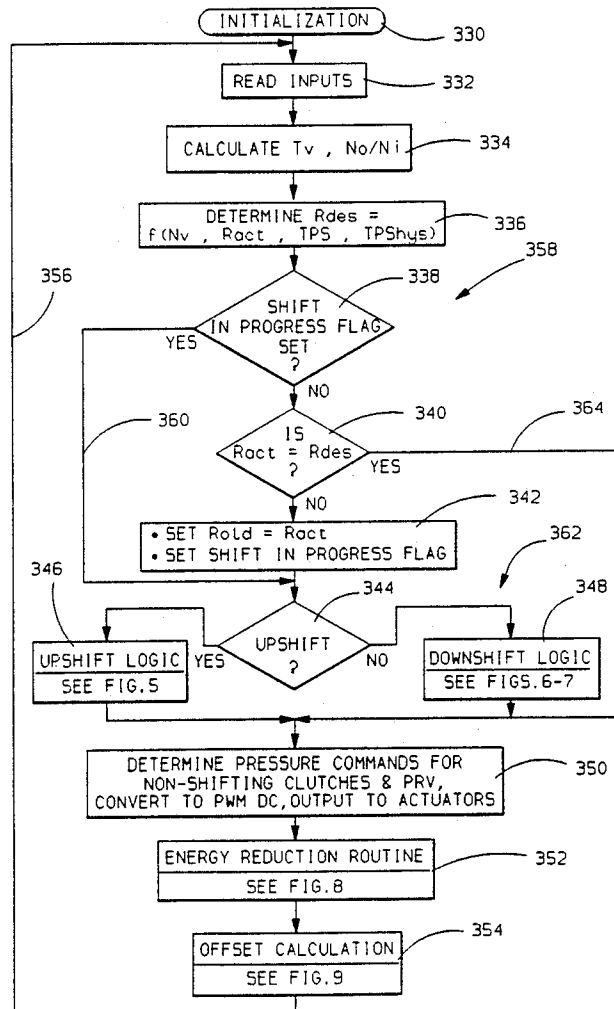 INITIALIZATION
330
READ INPUTS
332
CALCULATE Tv , No/Ni
334
DETERMINE Rdes =
f(Nv , Ract , TPS , TPShys)
336
356
338
358
SHIFT
IN PROGRESS FLAG
SET
?
YES
NO
360
340
364
IS
Ract = Rdes
?
YES
NO
342
• SET Rold = Ract
• SET SHIFT IN PROGRESS FLAG
362
346
344
348
UPSHIFT
?
YES
NO
UPSHIFT LOGIC
SEE FIG.5
DOWNSHIFT LOGIC
SEE FIGS.6-7
DETERMINE PRESSURE COMMANDS FOR
NON-SHIFTING CLUTCHES & PRV,
CONVERT TO PWM DC,OUTPUT TO ACTUATORS
350
ENERGY REDUCTION ROUTINE
SEE FIG.8
352
OFFSET CALCULATION
SEE FIG.9
354